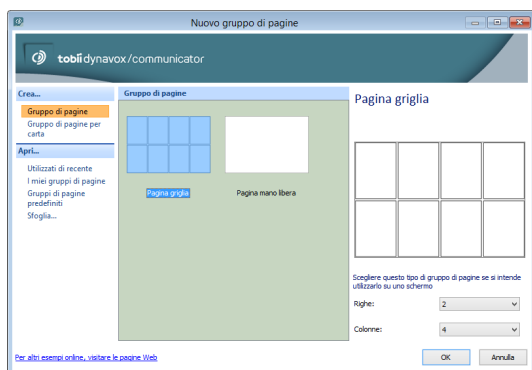 Nuovo gruppo di pagine
tobii dynavox/communicator
Crea...
Gruppo di pagine
Gruppo di pagine per
carta
Apri...
Utilizzati di recente
I miei gruppi di pagine
Gruppi di pagine
predefiniti
Sfoglia...
Gruppo di pagine
Pagina griglia
Pagina mano libera
Pagina griglia
Scegliere questo tipo di gruppo di pagine se si intende
utilizzarlo su uno schermo
Righe:
2
Colonne:
4
Per altri esempi online, visitare le pagine Web
OK
Annulla